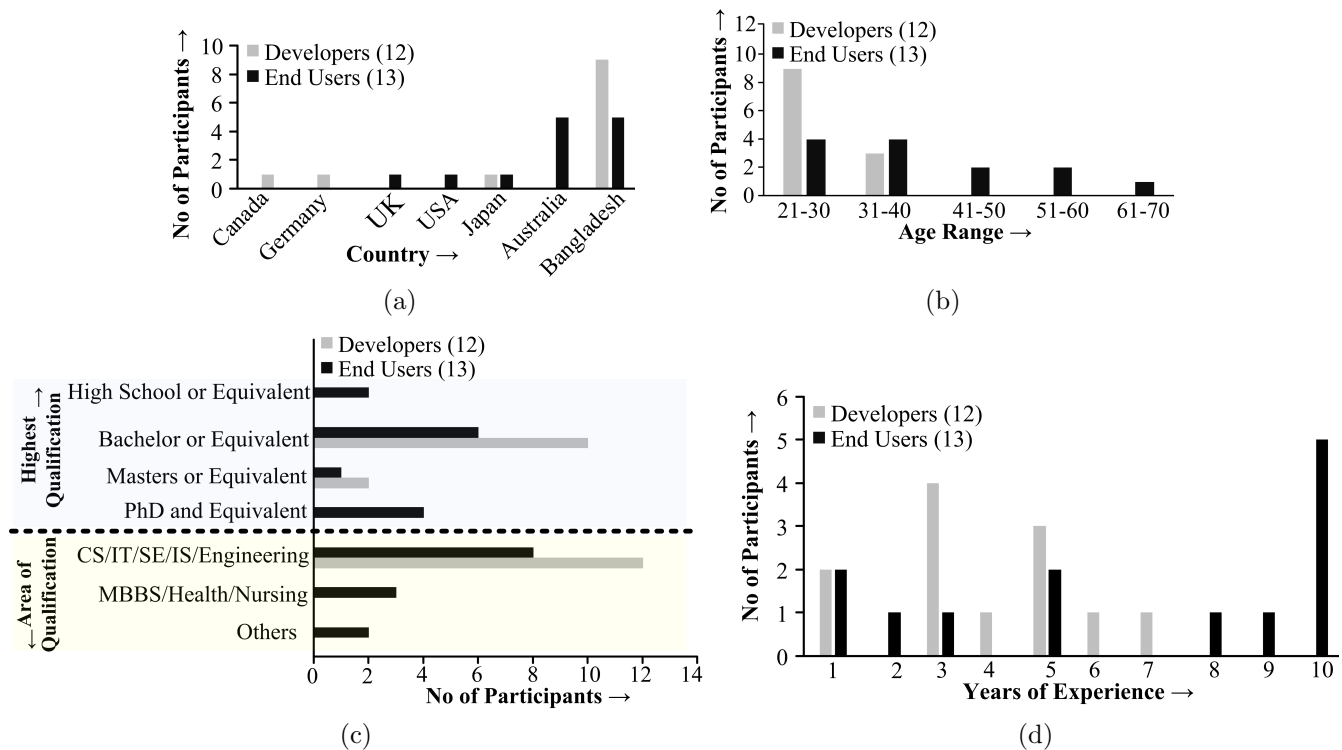 No of Participants →
10
8
6
4
2
0
Developers (12)
End Users (13)
Canada
Germany
UK
USA
Japan
Australia
Bangladesh
Country →
(a)
No of Participants →
12
10
8
6
4
2
0
Developers (12)
End Users (13)
21-30
31-40
41-50
51-60
61-70
Age Range →
(b)
Developers (12)
End Users (13)
Highest →
Qualification
High School or Equivalent
Bachelor or Equivalent
Masters or Equivalent
PhD and Equivalent
←Area of
Qualification
CS/IT/SE/IS/Engineering
MBBS/Health/Nursing
Others
0 2 4 6 8 10 12 14
No of Participants →
(c)
No of Participants →
6
5
4
3
2
1
0
Developers (12)
End Users (13)
1 2 3 4 5 6 7 8 9 10
Years of Experience →
(d)